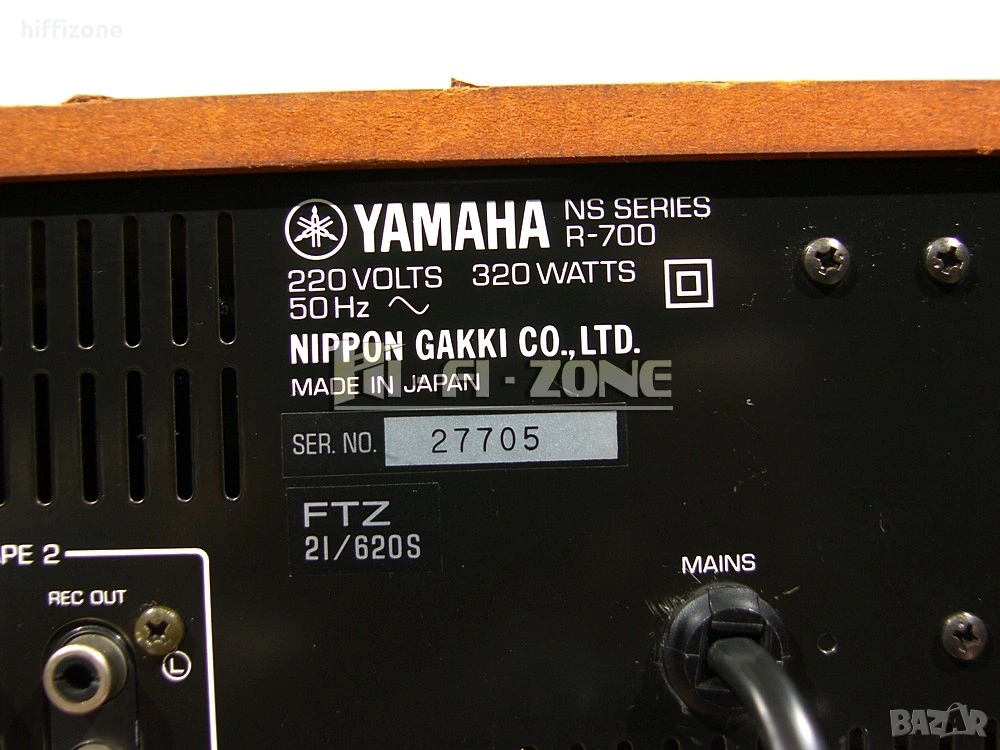 hiffizone
YAMAHA NS SERIES
R-700
220 VOLTS 320 WATTS
50 Hz
NIPPON GAKKI CO., LTD.
HI-FI - ZONE
MADE IN JAPAN
SER. NO. 27705
FTZ
21/620S
PE 2
REC OUT
L
MAINS
BAZAR